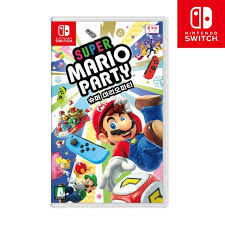 NINTENDO
SWITCH
NINTENDO
SWITCH
SUPER
MARIO
PARTY
슈퍼 마리오 파티